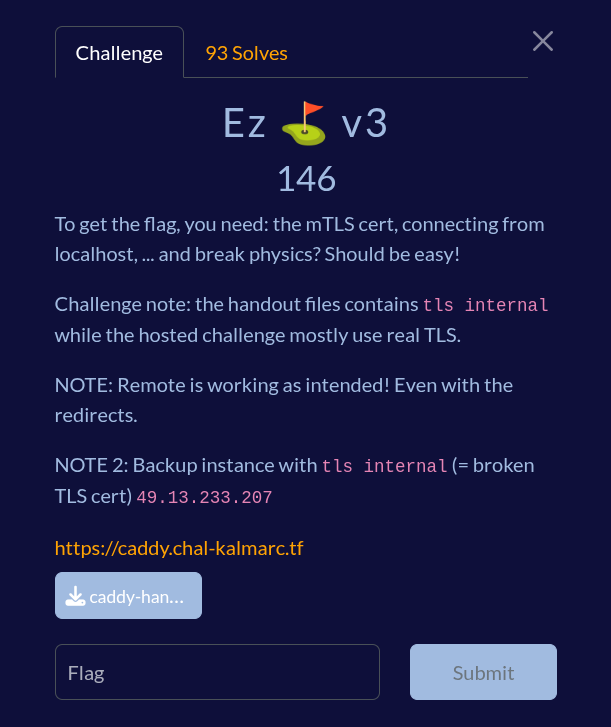 Challenge
93 Solves
Ez ⛳ v3
146
To get the flag, you need: the mTLS cert, connecting from
localhost, ... and break physics? Should be easy!
Challenge note: the handout files contains tls internal
while the hosted challenge mostly use real TLS.
NOTE: Remote is working as intended! Even with the
redirects.
NOTE 2: Backup instance with tls internal (= broken
TLS cert) 49.13.233.207
https://caddy.chal-kalmarc.tf
caddy-han...
Flag
Submit